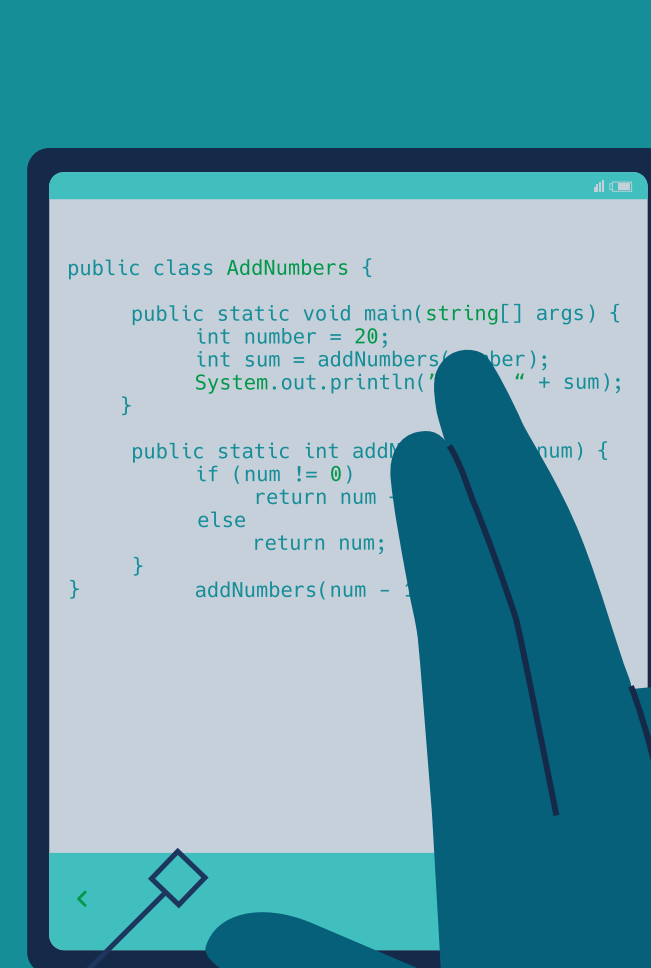 public class AddNumbers {
public static void main(string[] args) {
int number = 20;
int sum = addNumbers( ber);
System.out.println(” “ + sum);
}
public static int addN num) {
if (num != 0)
return num
else
return num;
}
} addNumbers(num - 1